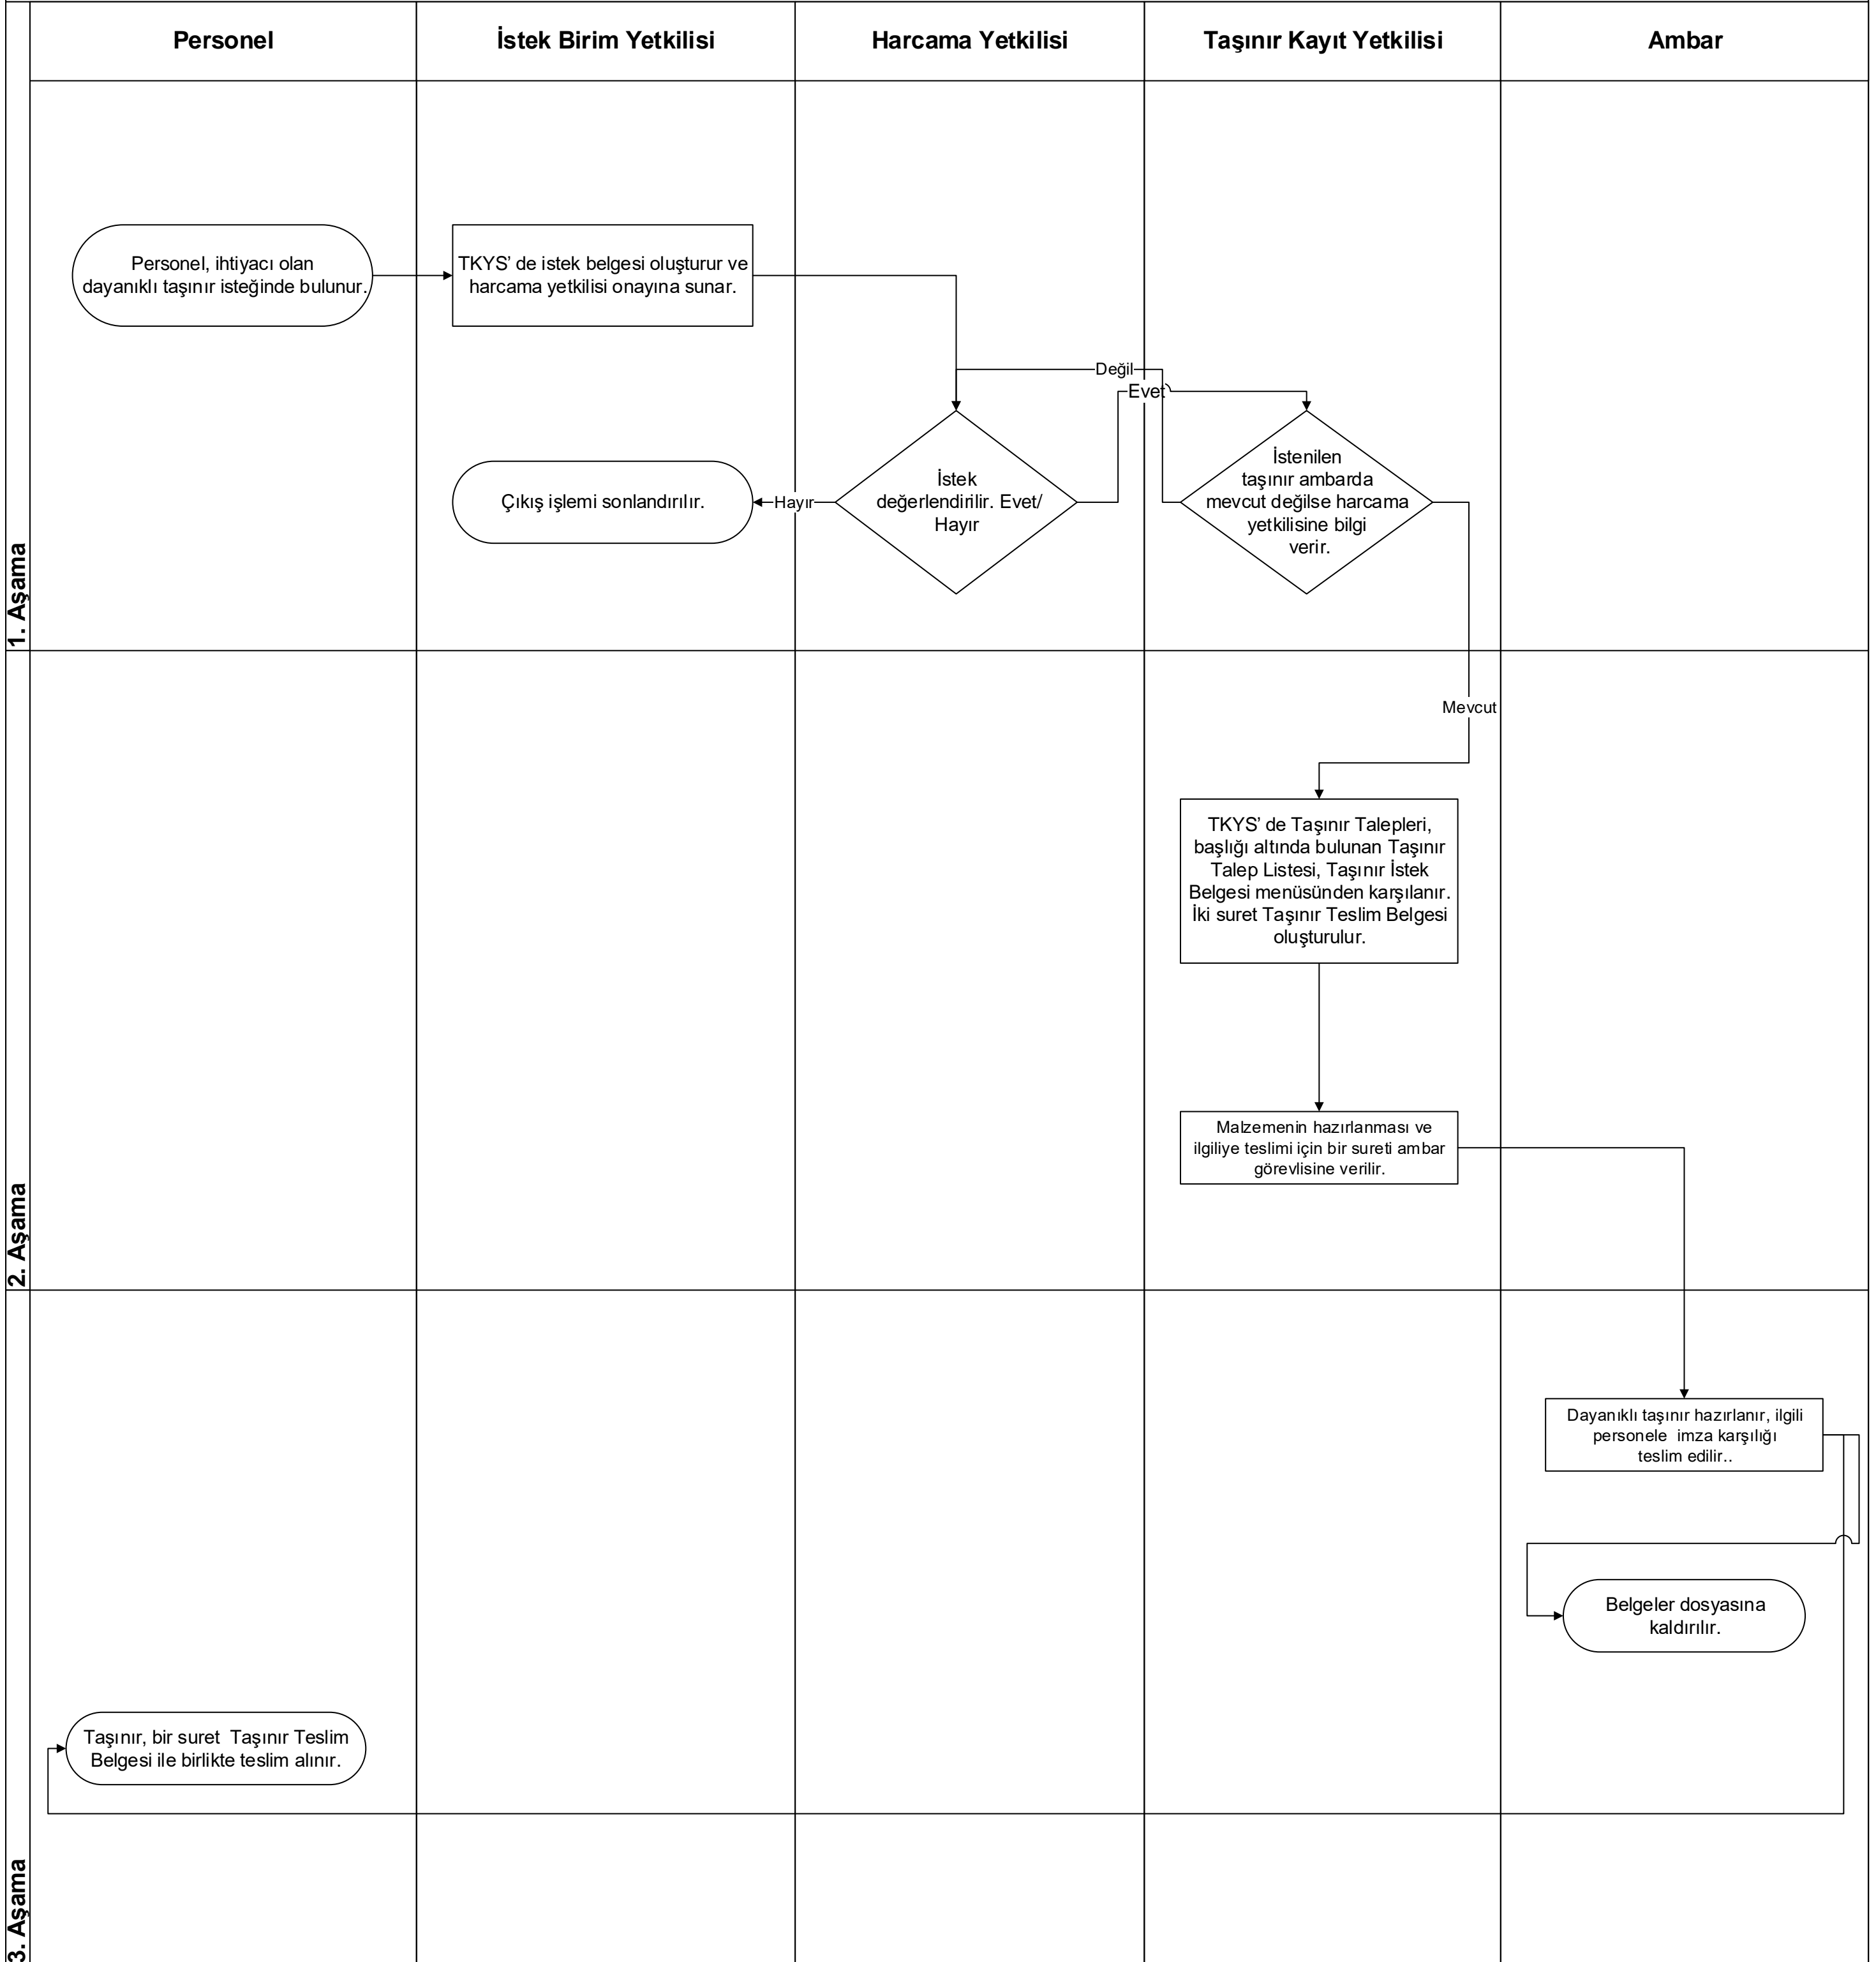 Personel
İstek Birim Yetkilisi
Harcama Yetkilisi
Taşınır Kayıt Yetkilisi
Ambar
1. Aşama
Personel, ihtiyacı olan
dayanıklı taşınır isteğinde bulunur.
TKYS’ de istek belgesi oluşturur ve
harcama yetkilisi onayına sunar.
Değil
Evet
Çıkış işlemi sonlandırılır.
Hayır
İstek
değerlendirilir. Evet/
Hayır
İstenilen
taşınır ambarda
mevcut değilse harcama
yetkilisine bilgi
verir.
2. Aşama
Mevcut
TKYS’ de Taşınır Talepleri,
başlığı altında bulunan Taşınır
Talep Listesi, Taşınır İstek
Belgesi menüsünden karşılanır.
İki suret Taşınır Teslim Belgesi
oluşturulur.
Malzemenin hazırlanması ve
ilgiliye teslimi için bir sureti ambar
görevlisine verilir.
3. Aşama
Dayanıklı taşınır hazırlanır, ilgili
personele  imza karşılığı
teslim edilir..
Belgeler dosyasına
kaldırılır.
Taşınır, bir suret  Taşınır Teslim
Belgesi ile birlikte teslim alınır.